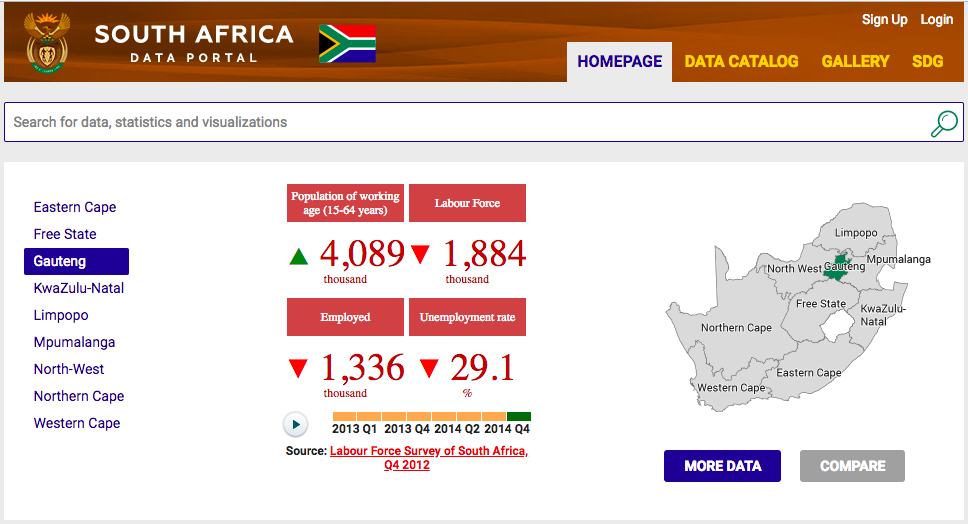 Sign Up Login
SOUTH AFRICA
DATA PORTAL
HOMEPAGE DATA CATALOG GALLERY SDG
Search for data, statistics and visualizations
Eastern Cape
Free State
Gauteng
KwaZulu-Natal
Limpopo
Mpumalanga
North-West
Northern Cape
Western Cape
Population of working
age (15-64 years)
Labour Force
4,089 1,884
thousand thousand
Employed Unemployment rate
1,336 29.1
thousand %
2013 Q1 2013 Q4 2014 Q2 2014 Q4
Source: Labour Force Survey of South Africa,
Q4 2012
Limpopo
Mpumalanga
North West Gauteng
Free State
KwaZulu-
Natal
Northern Cape
Eastern Cape
Western Cape
MORE DATA COMPARE